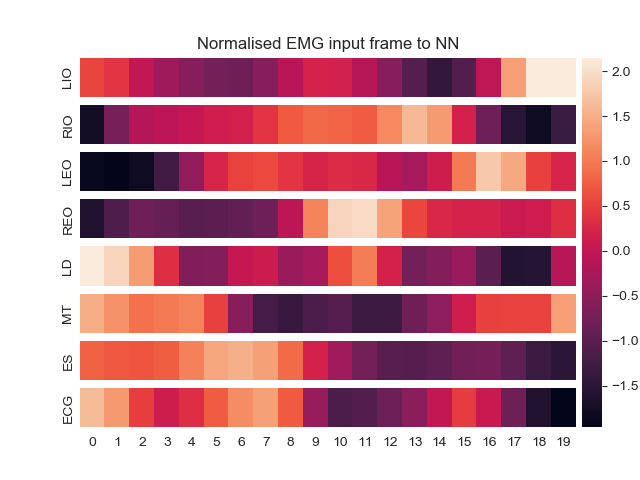 Normalised EMG input frame to NN
LIO
RIO
LEO
REO
LD
MT
ES
ECG
0 1 2 3 4 5 6 7 8 9 10 11 12 13 14 15 16 17 18 19
2.0
1.5
1.0
0.5
0.0
−0.5
−1.0
−1.5